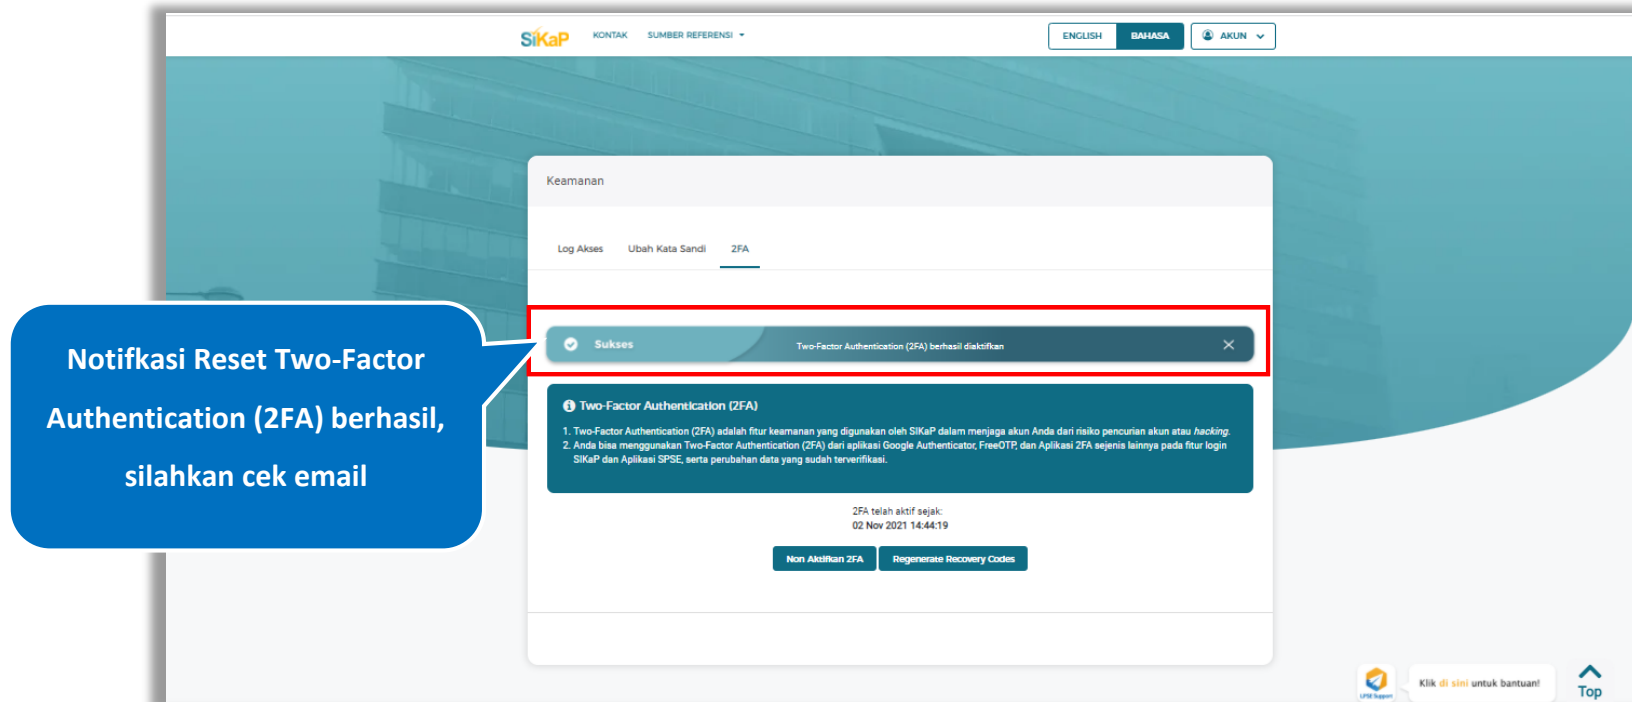 SiKaP KONTAK SUMBER REFERENSI ENGLISH BAHASA AKUN
Keamanan
Log Akses Ubah Kata Sandi 2FA
Notifkasi Reset Two-Factor
Authentication (2FA) berhasil,
silahkan cek email
Sukses Two-Factor Authentication (2FA) berhasil diaktifkan
Two-Factor Authentication (2FA)
1. Two-Factor Authentication (2FA) adalah fitur keamanan yang digunakan oleh SIKaP dalam menjaga akun Anda dari risiko pencurian akun atau hacking.
2. Anda bisa menggunakan Two-Factor Authentication (2FA) dari aplikasi Google Authenticator, FreeOTP, dan Aplikasi 2FA sejenis lainnya pada fitur login
SIKaP dan Aplikasi SPSE, serta perubahan data yang sudah terverifikasi.
2FA telah aktif sejak:
02 Nov 2021 14:44:19
Non Aktifkan 2FA Regenerate Recovery Codes
LPSE Support
Klik di sini untuk bantuan!
Top